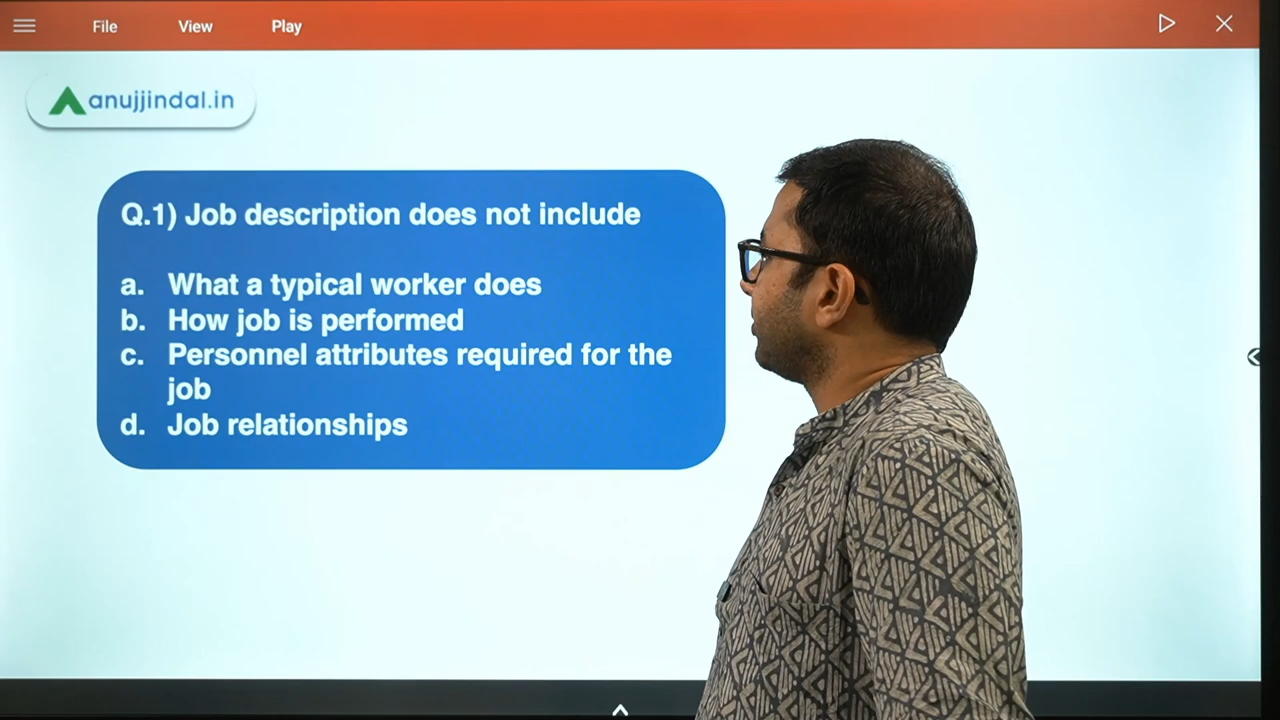 File View Play
anujjindal.in
Q.1) Job description does not include
a. What a typical worker does
b. How job is performed
c. Personnel attributes required for the
job
d. Job relationships